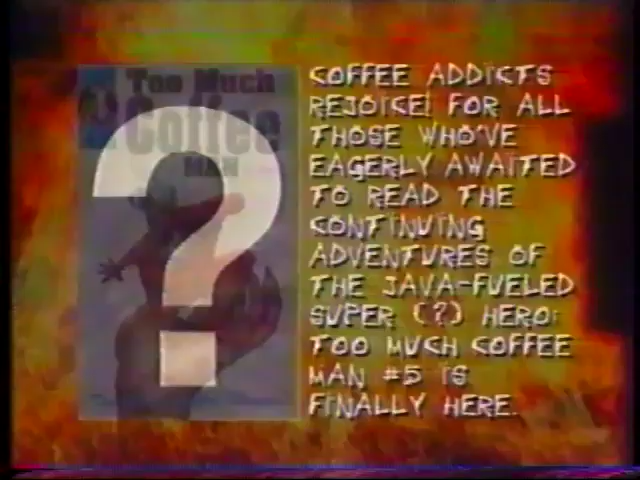 Too Much
Coffee
MAN
?
COFFEE ADDICTS
REJOICE! FOR ALL
THOSE WHO'VE
EAGERLY AWAITED
TO READ THE
CONTINUING
ADVENTURES OF
THE JAVA-FUELED
SUPER (?) HERO:
TOO MUCH COFFEE
MAN #5 IS
FINALLY HERE.